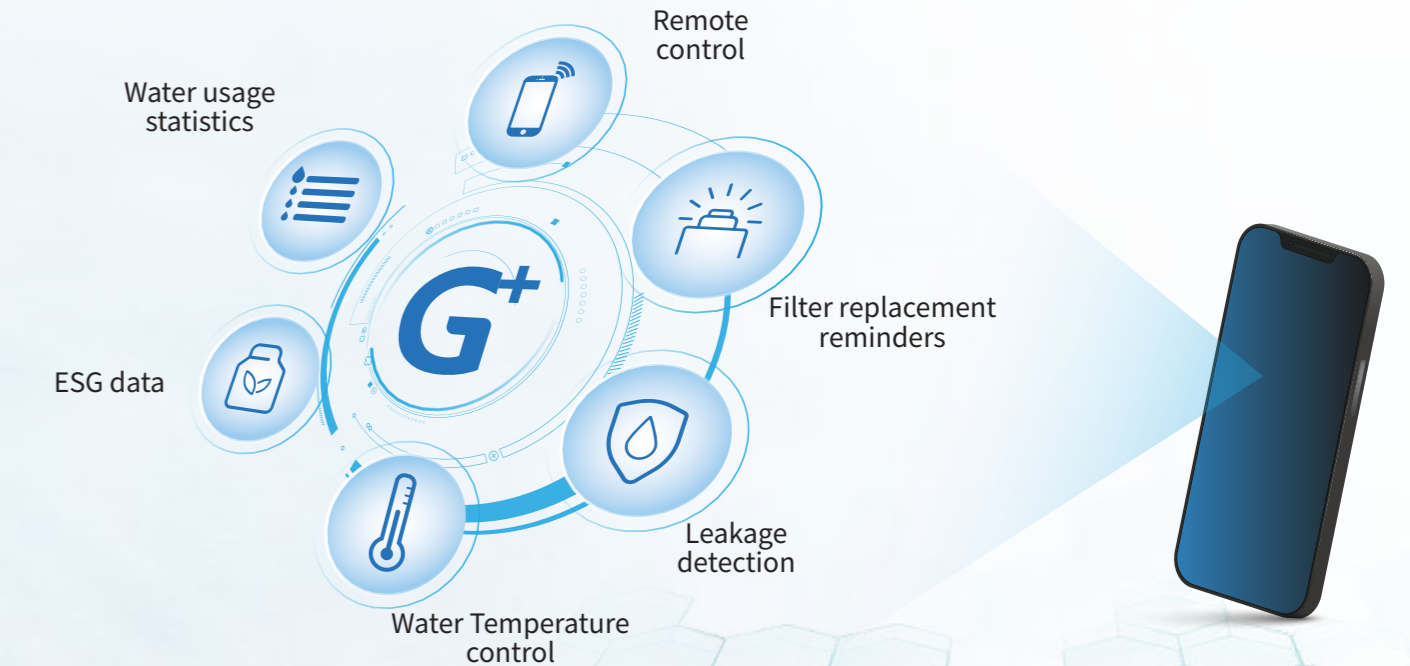 Remote
control
Water usage
statistics
G+
Filter replacement
reminders
ESG data
Leakage
detection
Water Temperature
control